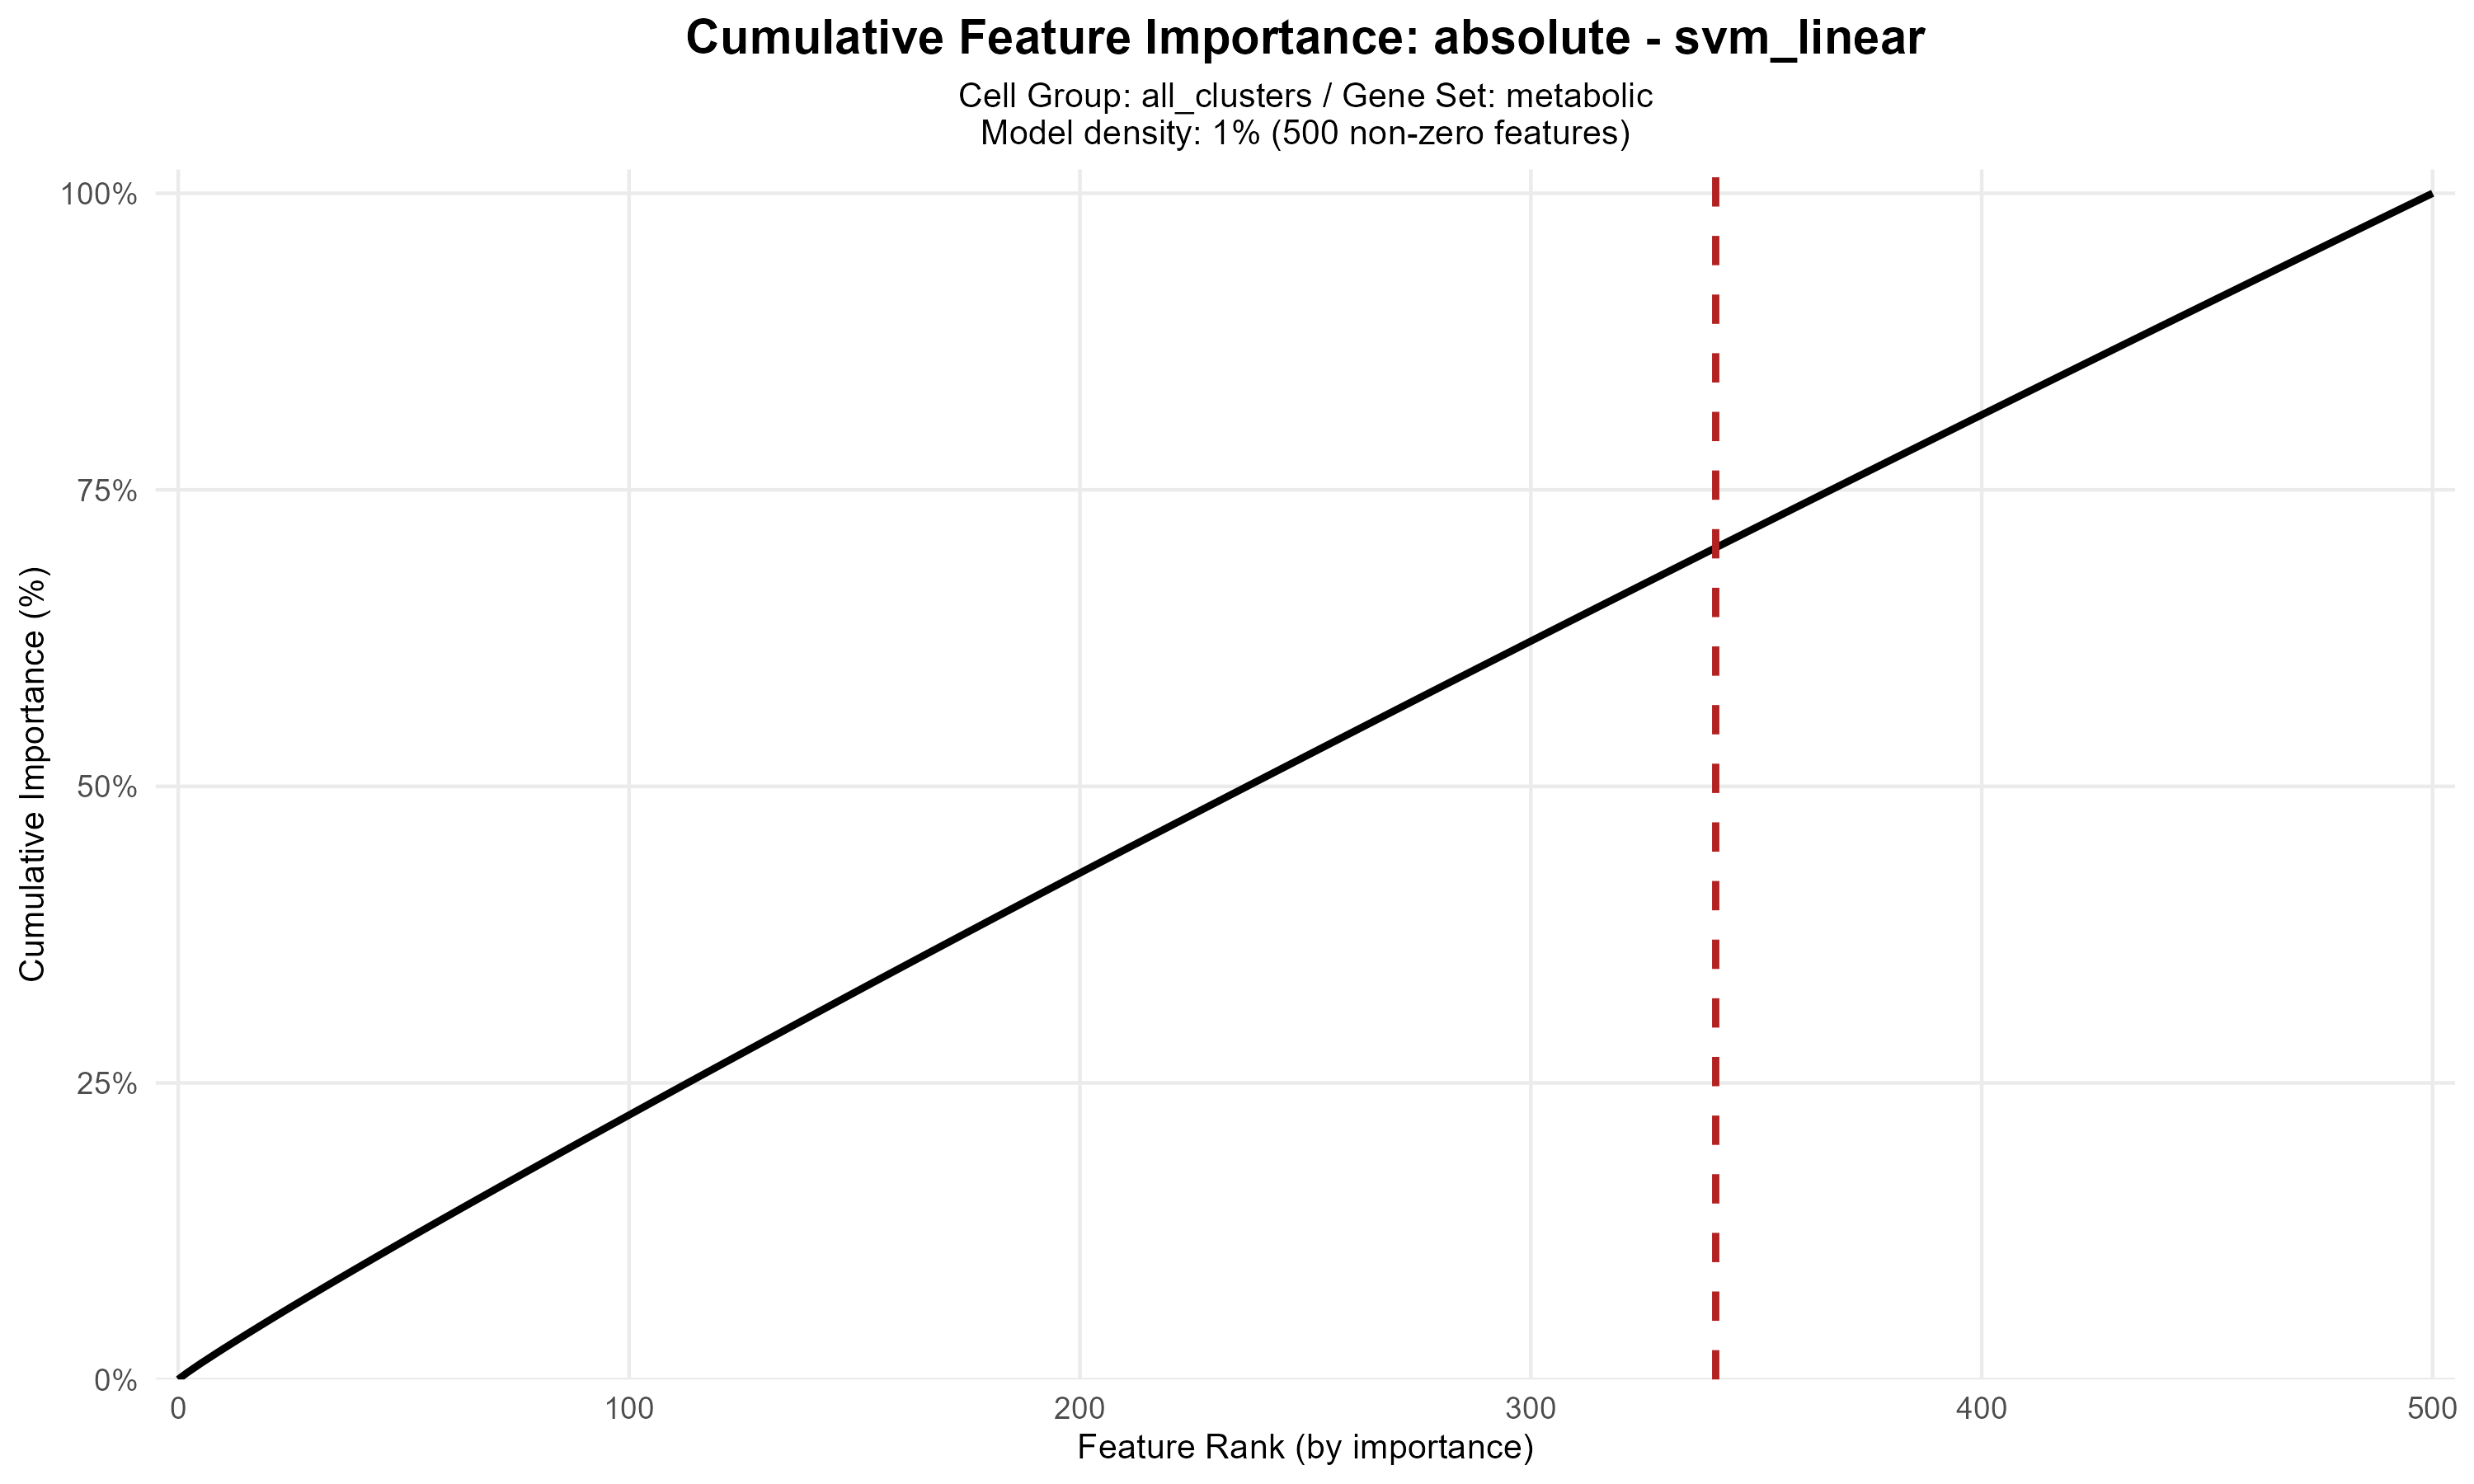 Cumulative Feature Importance: absolute - svm_linear
Cell Group: all_clusters / Gene Set: metabolic
Model density: 1% (500 non-zero features)
100%
75%
50%
25%
0%
Cumulative Importance (%)
0 100 200 300 400 500
Feature Rank (by importance)